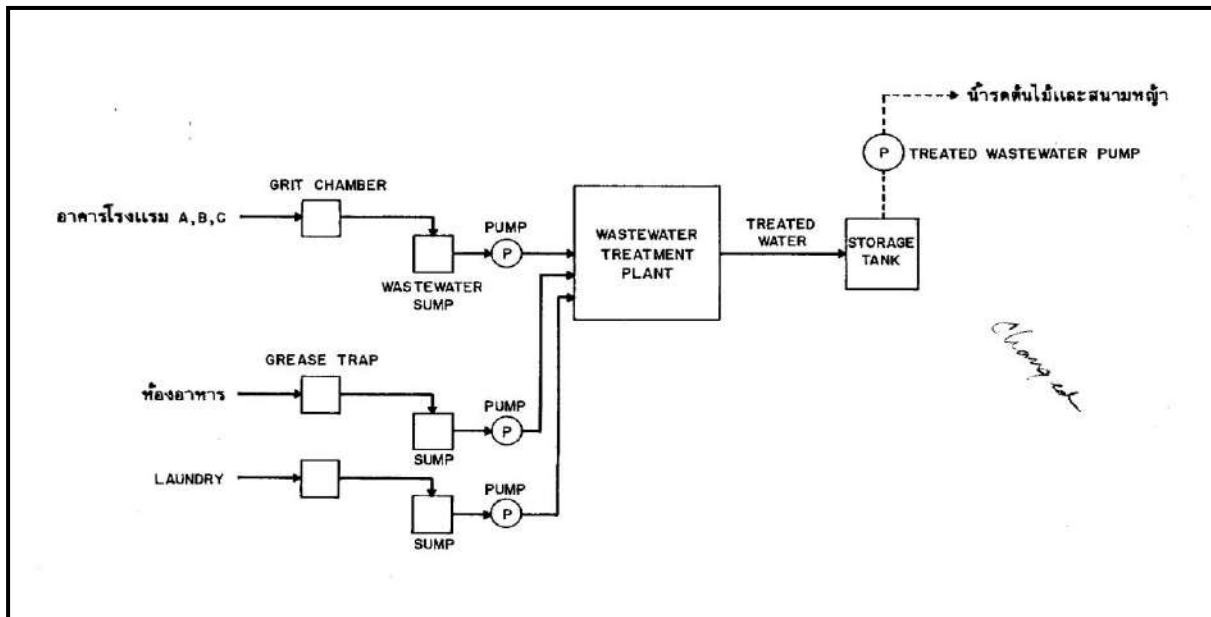 น้ำรดต้นไม้และสนามหญ้า
P
TREATED WASTEWATER PUMP
GRIT CHAMBER
อาคารโรงแรม A,B,C
PUMP
P
WASTEWATER
TREATMENT
PLANT
TREATED
WATER
STORAGE
TANK
WASTEWATER
SUMP
Changed
GREASE TRAP
ห้องอาหาร
PUMP
P
SUMP
LAUNDRY
PUMP
P
SUMP